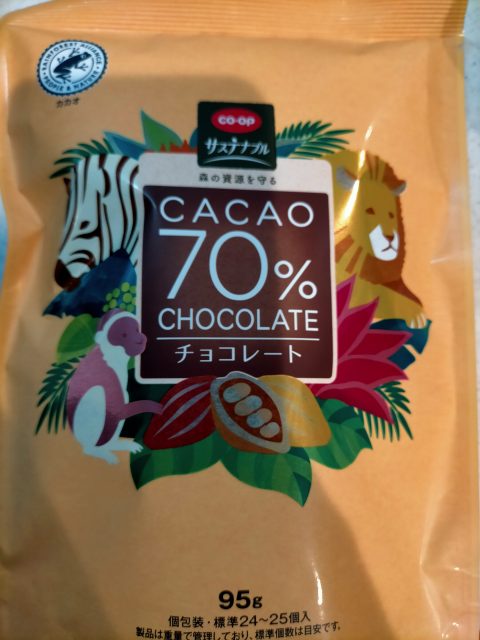 RAINFOREST ALLIANCE
PEOPLE & NATURE
カカオ
co·op
サステナブル
森の資源を守る
CACAO
70%
CHOCOLATE
チョコレート
95g
個包装・標準24～25個入
製品は重量で管理しており、標準個数は目安です。